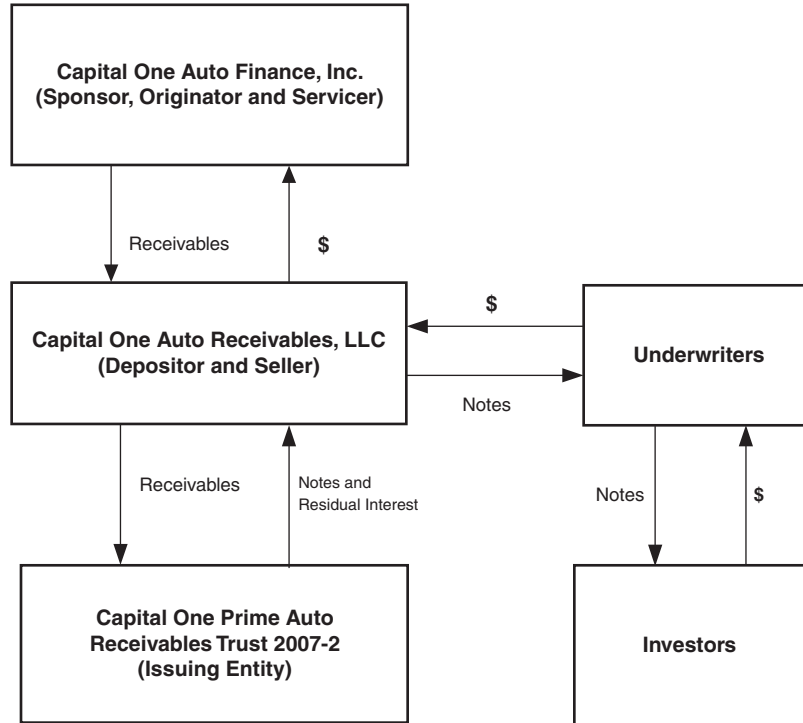 Capital One Auto Finance, Inc.
(Sponsor, Originator and Servicer)
Receivables
$
Capital One Auto Receivables, LLC
(Depositor and Seller)
$
Notes
Underwriters
Receivables
Notes and
Residual Interest
Notes
$
Capital One Prime Auto
Receivables Trust 2007-2
(Issuing Entity)
Investors